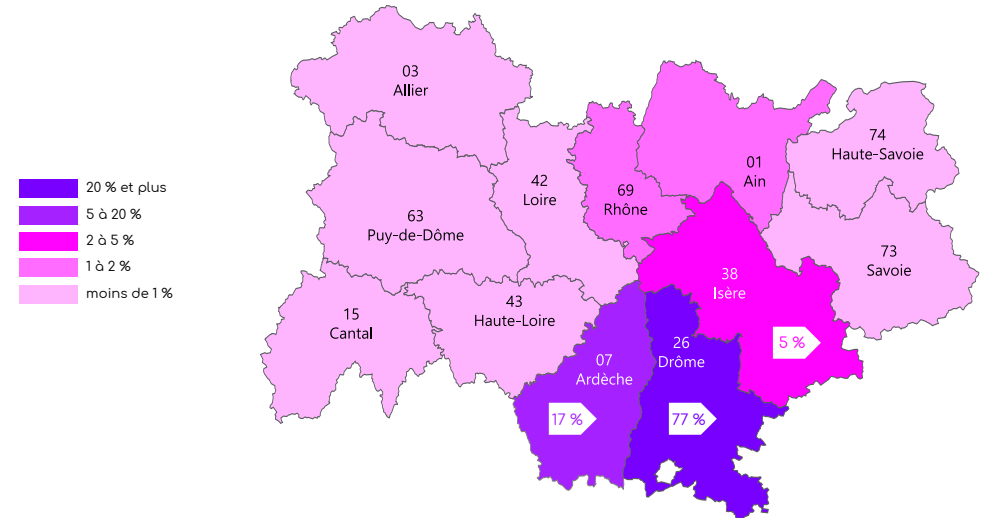 20 % et plus
5 à 20 %
2 à 5 %
1 à 2 %
moins de 1 %
03
Allier
63
Puy-de-Dôme
15
Cantal
42
Loire
43
Haute-Loire
69
Rhône
01
Ain
74
Haute-Savoie
73
Savoie
38
Isère
5 %
07
Ardèche
17 %
26
Drôme
77 %